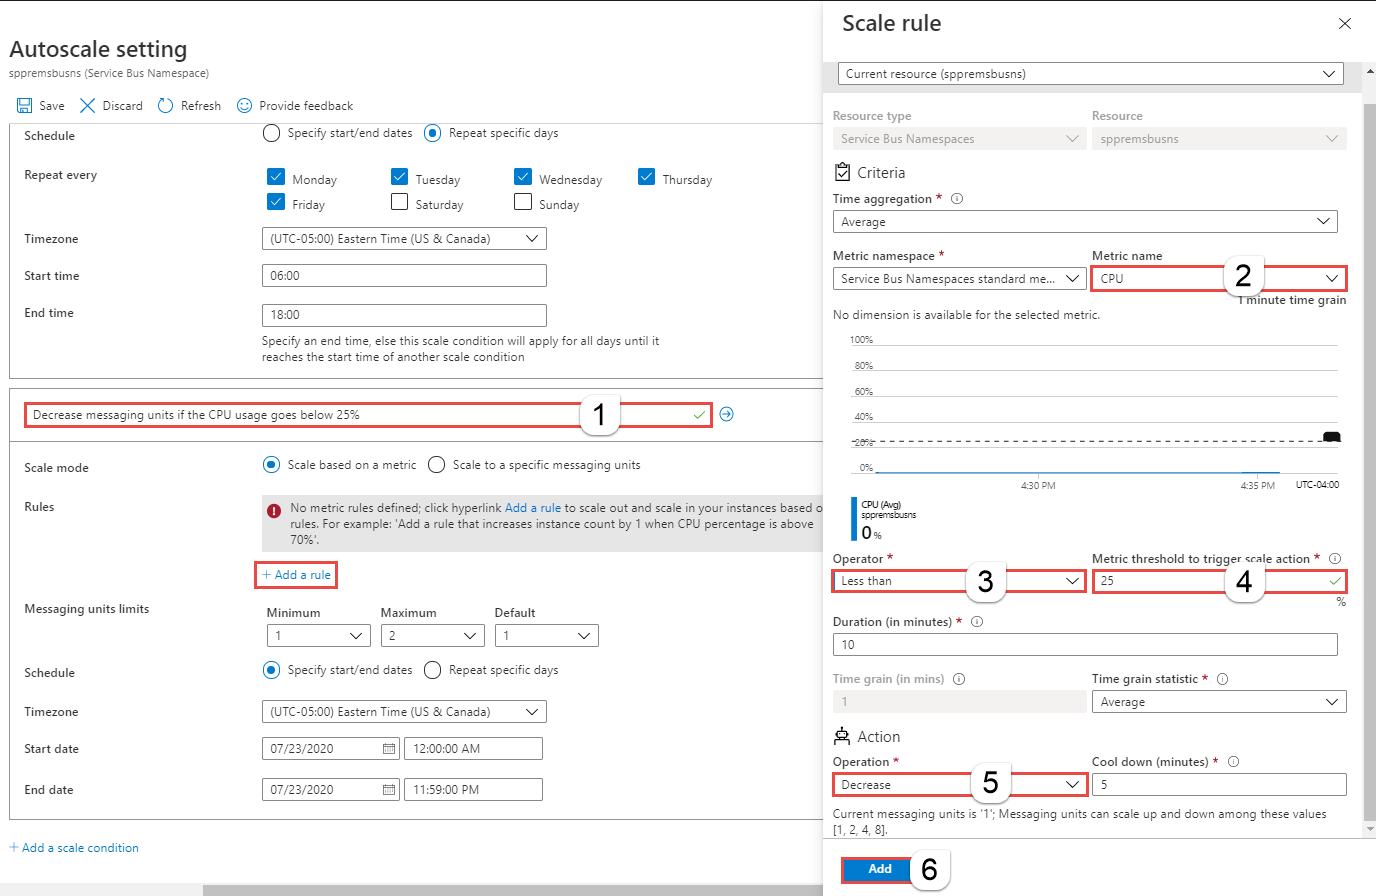 Autoscale setting
sppremsbusns (Service Bus Namespace)
Save Discard Refresh Provide feedback
Schedule Specify start/end dates Repeat specific days
Repeat every Monday Tuesday Wednesday Thursday
Friday Saturday Sunday
Timezone (UTC-05:00) Eastern Time (US & Canada)
Start time 06:00
End time 18:00
Specify an end time, else this scale condition will apply for all days until it
reaches the start time of another scale condition
Decrease messaging units if the CPU usage goes below 25% 1
Scale mode Scale based on a metric Scale to a specific messaging units
Rules No metric rules defined; click hyperlink Add a rule to scale out and scale in your instances based o
rules. For example: 'Add a rule that increases instance count by 1 when CPU percentage is above
70%'.
+ Add a rule
Messaging units limits Minimum Maximum Default
1 2 1
Schedule Specify start/end dates Repeat specific days
Timezone (UTC-05:00) Eastern Time (US & Canada)
Start date 07/23/2020 12:00:00 AM
End date 07/23/2020 11:59:00 PM
+ Add a scale condition
Scale rule
Current resource (sppremsbusns)
Resource type Resource
Service Bus Namespaces sppremsbusns
Criteria
Time aggregation *
Average
Metric namespace * Metric name
Service Bus Namespaces standard me... CPU 2
1 minute time grain
No dimension is available for the selected metric.
100%
80%
60%
40%
20%
0%
4:30 PM 4:35 PM UTC-04:00
CPU (Avg)
sppremsbusns
0 %
Operator * Metric threshold to trigger scale action *
Less than 3 25 4
%
Duration (in minutes) *
10
Time grain (in mins) Time grain statistic *
1 Average
Action
Operation * Cool down (minutes) *
Decrease 5 5
Current messaging units is '1'; Messaging units can scale up and down among these values
[1, 2, 4, 8].
Add 6